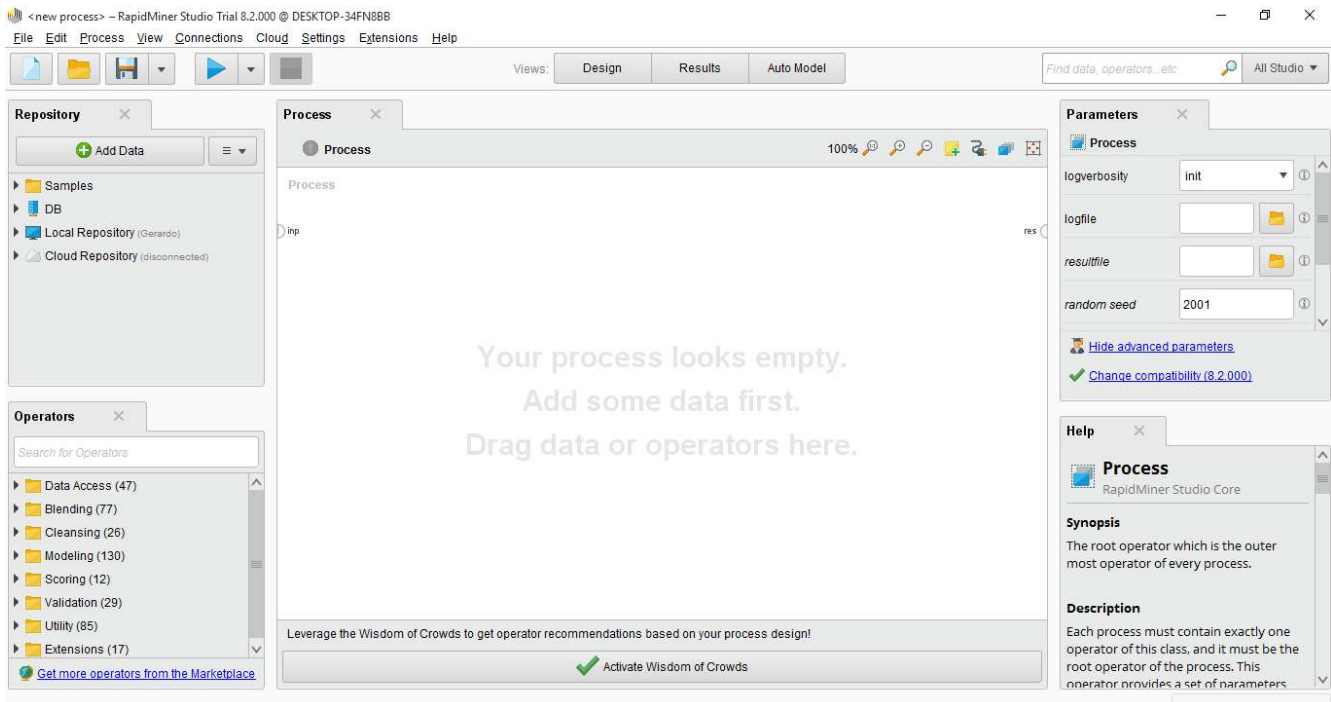 <new process> – RapidMiner Studio Trial 8.2.000 @ DESKTOP-34FN8BB
File Edit Process View Connections Cloud Settings Extensions Help
Views: Design Results Auto Model
Find data, operators...etc
All Studio
Repository
Add Data
Samples
DB
Local Repository (Gerardo)
Cloud Repository (disconnected)
Operators
Search for Operators
Data Access (47)
Blending (77)
Cleansing (26)
Modeling (130)
Scoring (12)
Validation (29)
Utility (85)
Extensions (17)
Get more operators from the Marketplace
Process
Process
100%
Process
inp
res
Your process looks empty.
Add some data first.
Drag data or operators here.
Leverage the Wisdom of Crowds to get operator recommendations based on your process design!
Activate Wisdom of Crowds
Parameters
Process
logverbosity init
logfile
resultfile
random seed 2001
Hide advanced parameters
Change compatibility (8.2.000)
Help
Process
RapidMiner Studio Core
Synopsis
The root operator which is the outer
most operator of every process.
Description
Each process must contain exactly one
operator of this class, and it must be the
root operator of the process. This
operator provides a set of parameters